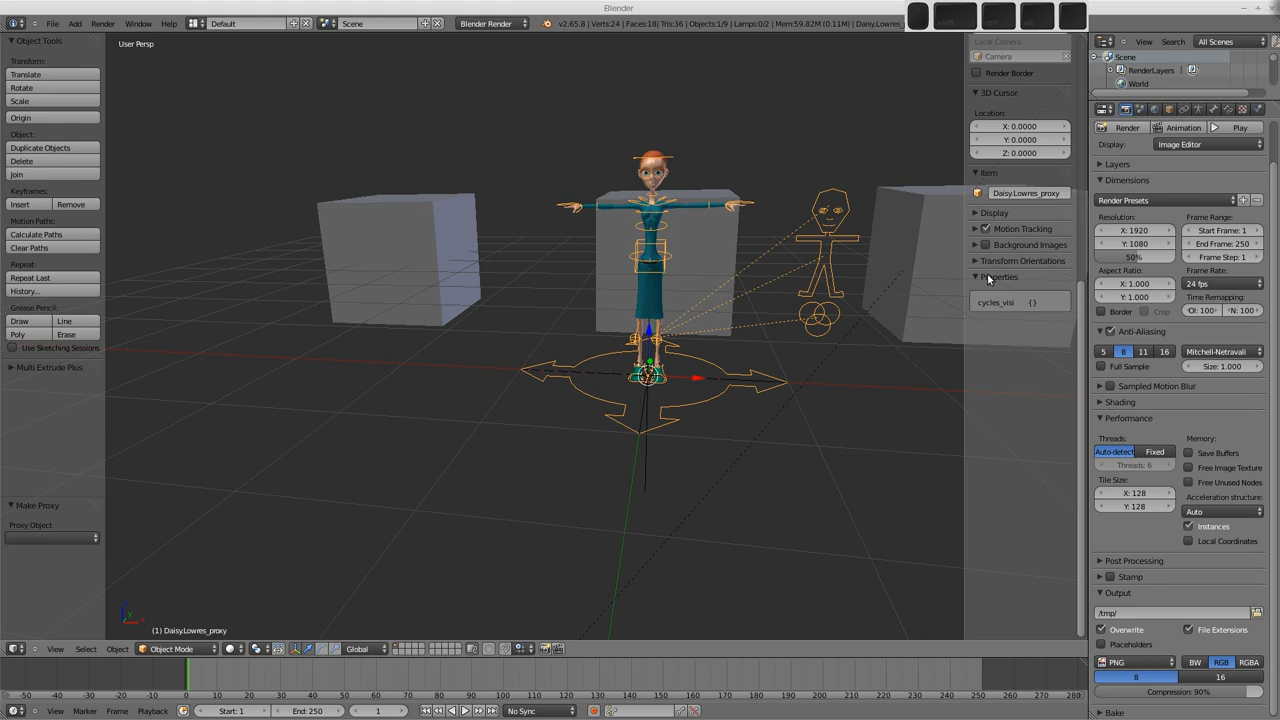 Blender
File Add Render Window Help Default Scene Blender Render v2.65.8 | Verts:24 | Faces:18 | Tris:36 | Objects:1/9 | Lamps:0/2 | Mem:59.82M (0.11M) | Daisy.Lowres_
Object Tools
Transform:
Translate
Rotate
Scale
Origin
Object:
Duplicate Objects
Delete
Join
Keyframes:
Insert Remove
Motion Paths:
Calculate Paths
Clear Paths
Repeat:
Repeat Last
History...
Grease Pencil:
Draw Line
Poly Erase
Use Sketching Sessions
Multi Extrude Plus
Make Proxy
Proxy Object
User Persp
(1) Daisy.Lowres_proxy
Local Camera:
Camera
Render Border
3D Cursor
Location:
X: 0.0000
Y: 0.0000
Z: 0.0000
Item
Daisy.Lowres_proxy
Display
Motion Tracking
Background Images
Transform Orientations
Properties
cycles_visi {}
View Search All Scenes
Scene
RenderLayers
World
Render Animation Play
Display: Image Editor
Layers
Dimensions
Render Presets
Resolution: Frame Range:
X: 1920 Start Frame: 1
Y: 1080 End Frame: 250
50% Frame Step: 1
Aspect Ratio: Frame Rate:
X: 1.000 24 fps
Y: 1.000 Time Remapping:
Border Crop Ol: 100 N: 100
Anti-Aliasing
5 8 11 16 Mitchell-Netravali
Full Sample Size: 1.000
Sampled Motion Blur
Shading
Performance
Threads: Memory:
Auto-detect Fixed Save Buffers
Threads: 6 Free Image Texture
Free Unused Nodes
Tile Size: Acceleration structure:
X: 128 Auto
Y: 128 Instances
Local Coordinates
Post Processing
Stamp
Output
/tmp/
Overwrite File Extensions
Placeholders
PNG BW RGB RGBA
8 16
Compression: 90%
Bake
View Select Object Object Mode Global
-50 -40 -30 -20 -10 0 10 20 30 40 50 60 70 80 90 100 110 120 130 140 150 160 170 180 190 200 210 220 230 240 250 260 270 280
View Marker Frame Playback Start: 1 End: 250 1 No Sync